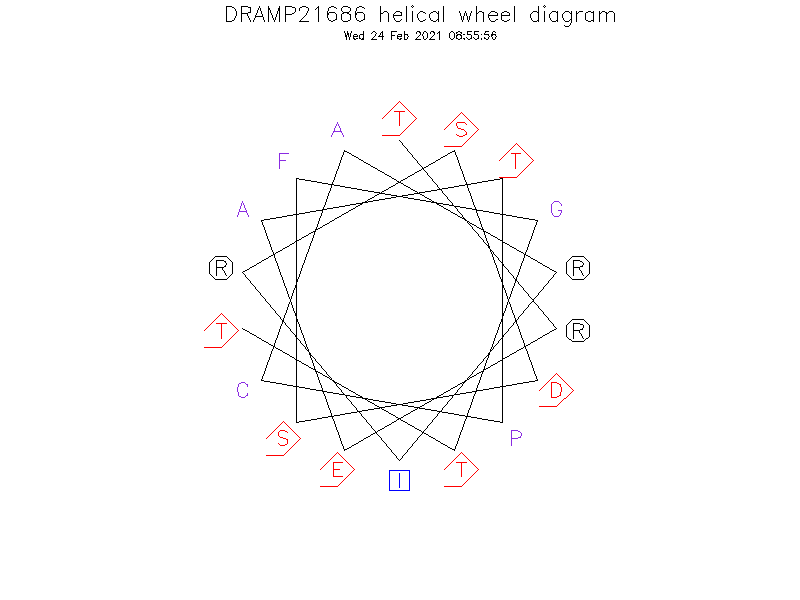 DRAMP21686 helical wheel diagram
Wed 24 Feb 2021 08:55:56
T
A S
F T
A G
R R
T R
C D
S P
E I T